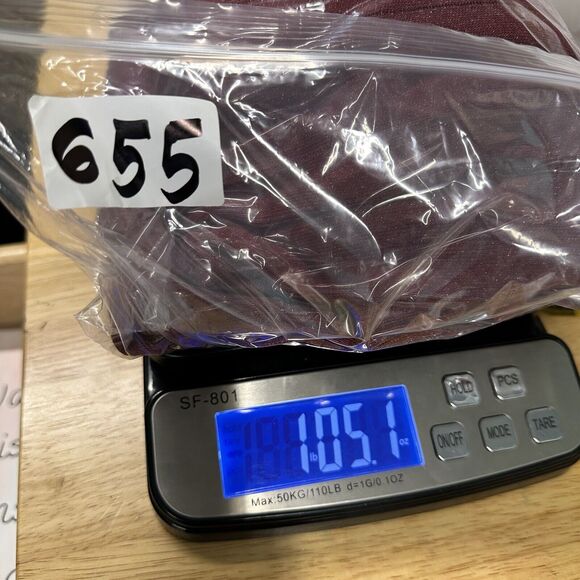 655
SF-801
HOLD PCS
lb 105.1 oz
ON/OFF MODE TARE
Max:50KG/110LB d=1G/0.1OZ
is